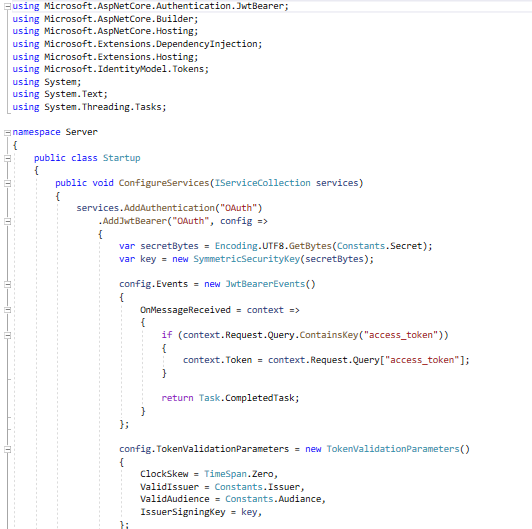 using Microsoft.AspNetCore.Authentication.JwtBearer;
using Microsoft.AspNetCore.Builder;
using Microsoft.AspNetCore.Hosting;
using Microsoft.Extensions.DependencyInjection;
using Microsoft.Extensions.Hosting;
using Microsoft.IdentityModel.Tokens;
using System;
using System.Text;
using System.Threading.Tasks;

namespace Server
{
    public class Startup
    {
        public void ConfigureServices(IServiceCollection services)
        {
            services.AddAuthentication("OAuth")
                .AddJwtBearer("OAuth", config =>
                {
                    var secretBytes = Encoding.UTF8.GetBytes(Constants.Secret);
                    var key = new SymmetricSecurityKey(secretBytes);

                    config.Events = new JwtBearerEvents()
                    {
                        OnMessageReceived = context =>
                        {
                            if (context.Request.Query.ContainsKey("access_token"))
                            {
                                context.Token = context.Request.Query["access_token"];
                            }

                            return Task.CompletedTask;
                        }
                    };

                    config.TokenValidationParameters = new TokenValidationParameters()
                    {
                        ClockSkew = TimeSpan.Zero,
                        ValidIssuer = Constants.Issuer,
                        ValidAudience = Constants.Audiance,
                        IssuerSigningKey = key,
                    };